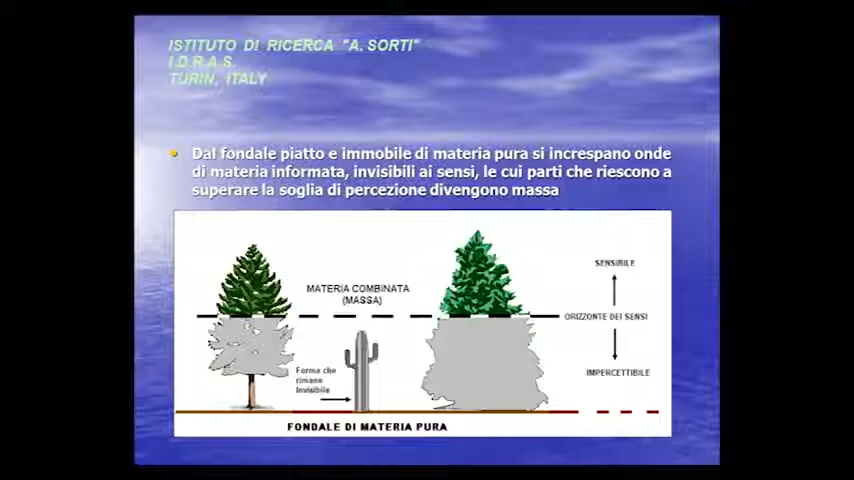 ISTITUTO DI RICERCA "A. SORTI"
I.D.R.A.S.
TURIN, ITALY
Dal fondale piatto e immobile di materia pura si increspano onde
di materia informata, invisibili ai sensi, le cui parti che riescono a
superare la soglia di percezione divengono massa
SENSIBILE
MATERIA COMBINATA
(MASSA)
ORIZZONTE DEI SENSI
Forma che
rimane
Invisibile
IMPERCETTIBILE
FONDALE DI MATERIA PURA